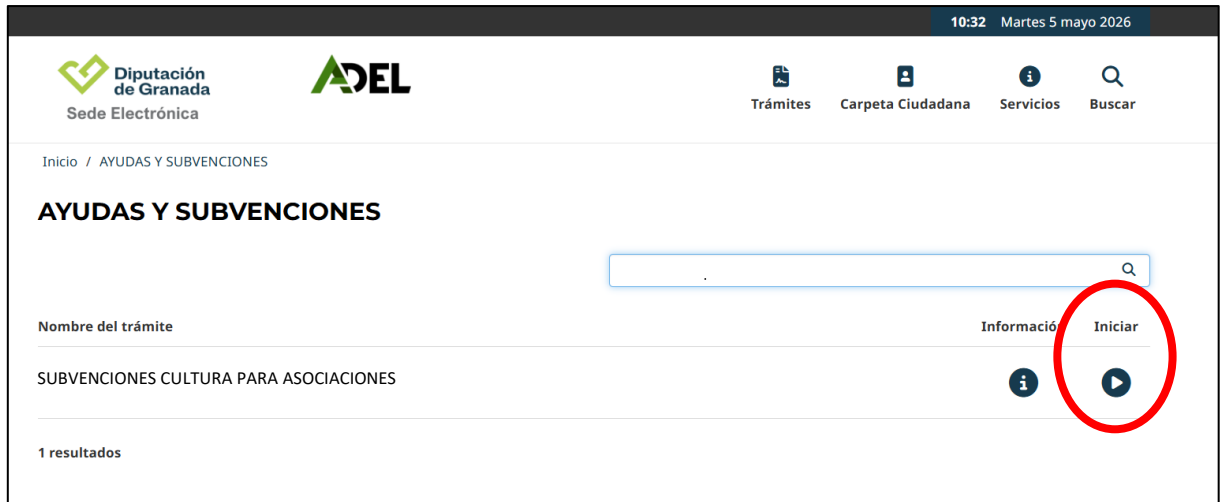 10:32 Martes 5 mayo 2026
Diputación
de Granada
Sede Electrónica
ADEL
Trámites Carpeta Ciudadana Servicios Buscar
Inicio / AYUDAS Y SUBVENCIONES
AYUDAS Y SUBVENCIONES
.
Nombre del trámite Información Iniciar
SUBVENCIONES CULTURA PARA ASOCIACIONES
1 resultados